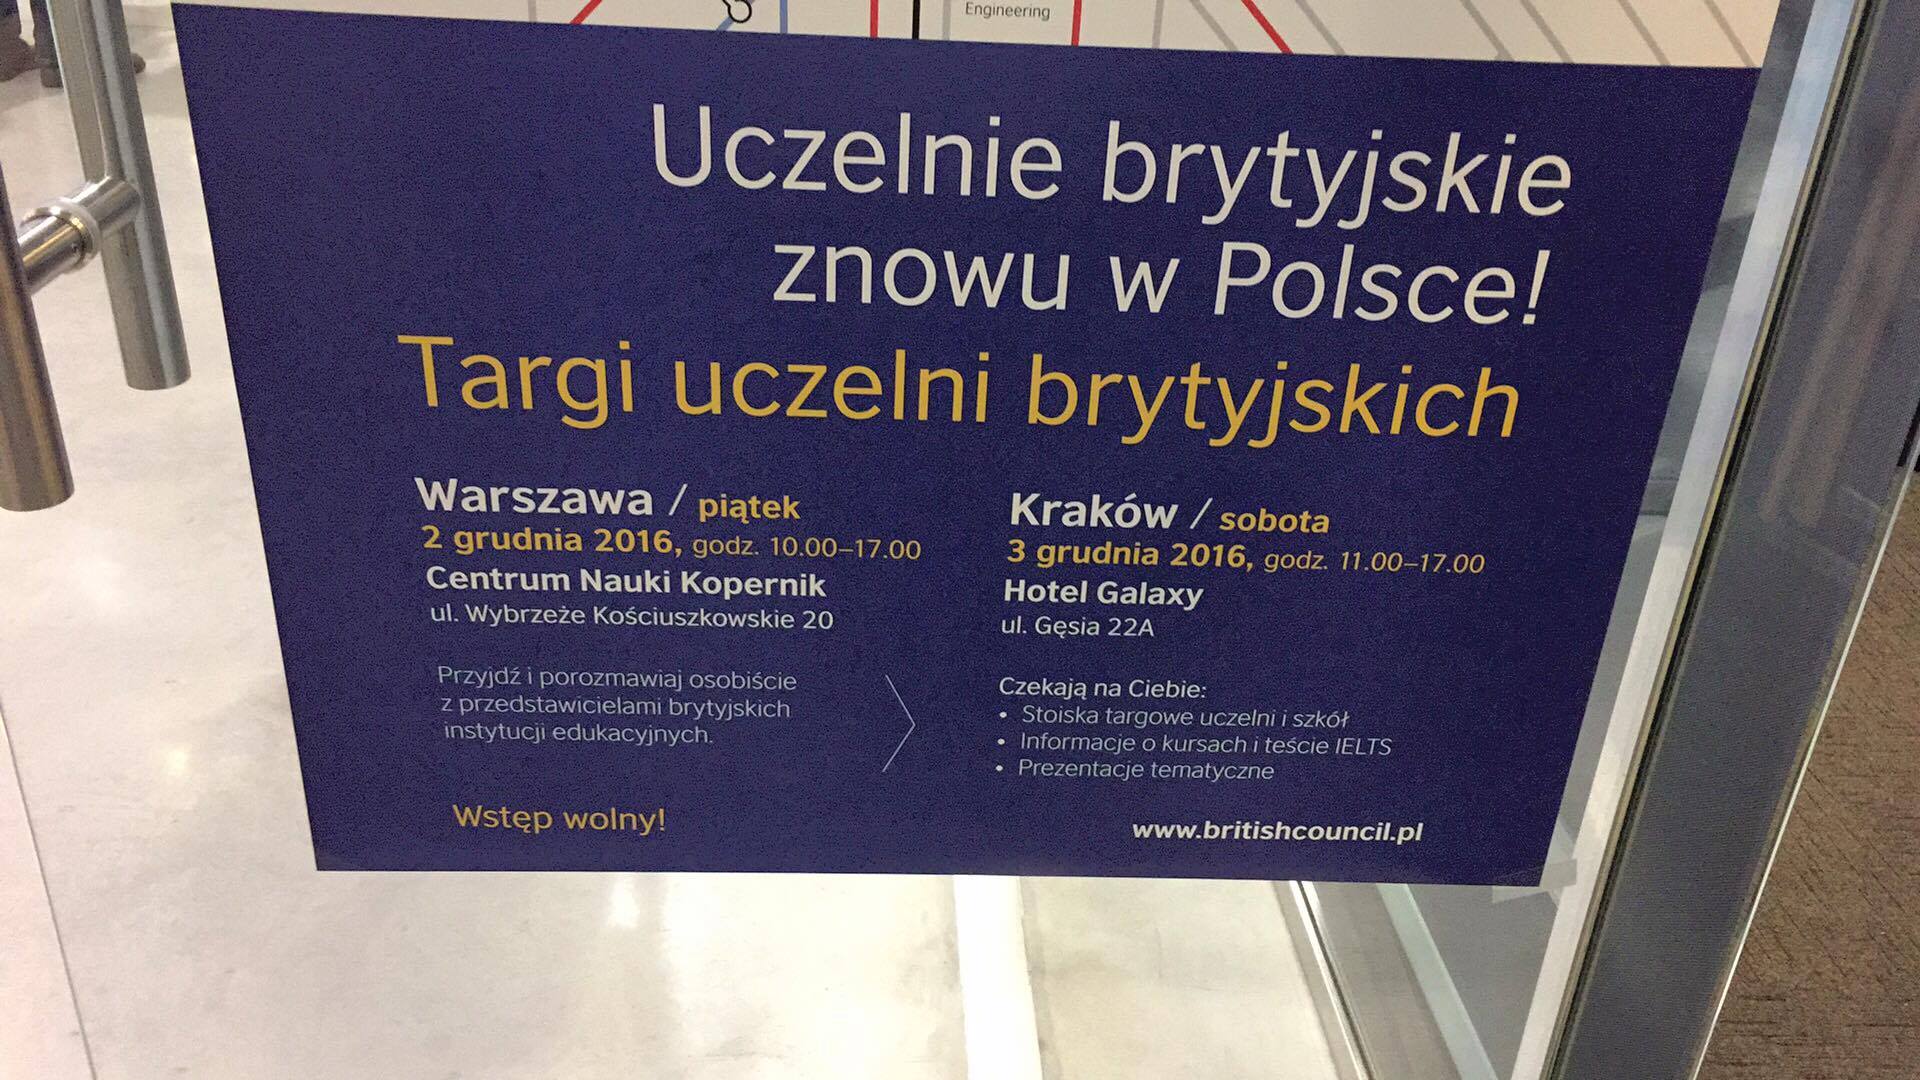 Engineering
Uczelnie brytyjskie
znowu w Polsce!
Targi uczelni brytyjskich
Warszawa / piątek
2 grudnia 2016, godz. 10.00–17.00
Centrum Nauki Kopernik
ul. Wybrzeże Kościuszkowskie 20
Kraków / sobota
3 grudnia 2016, godz. 11.00–17.00
Hotel Galaxy
ul. Gęsia 22A
Przyjdź i porozmawiaj osobiście
z przedstawicielami brytyjskich
instytucji edukacyjnych.
Czekają na Ciebie:
• Stoiska targowe uczelni i szkół
• Informacje o kursach i teście IELTS
• Prezentacje tematyczne
Wstęp wolny!
www.britishcouncil.pl